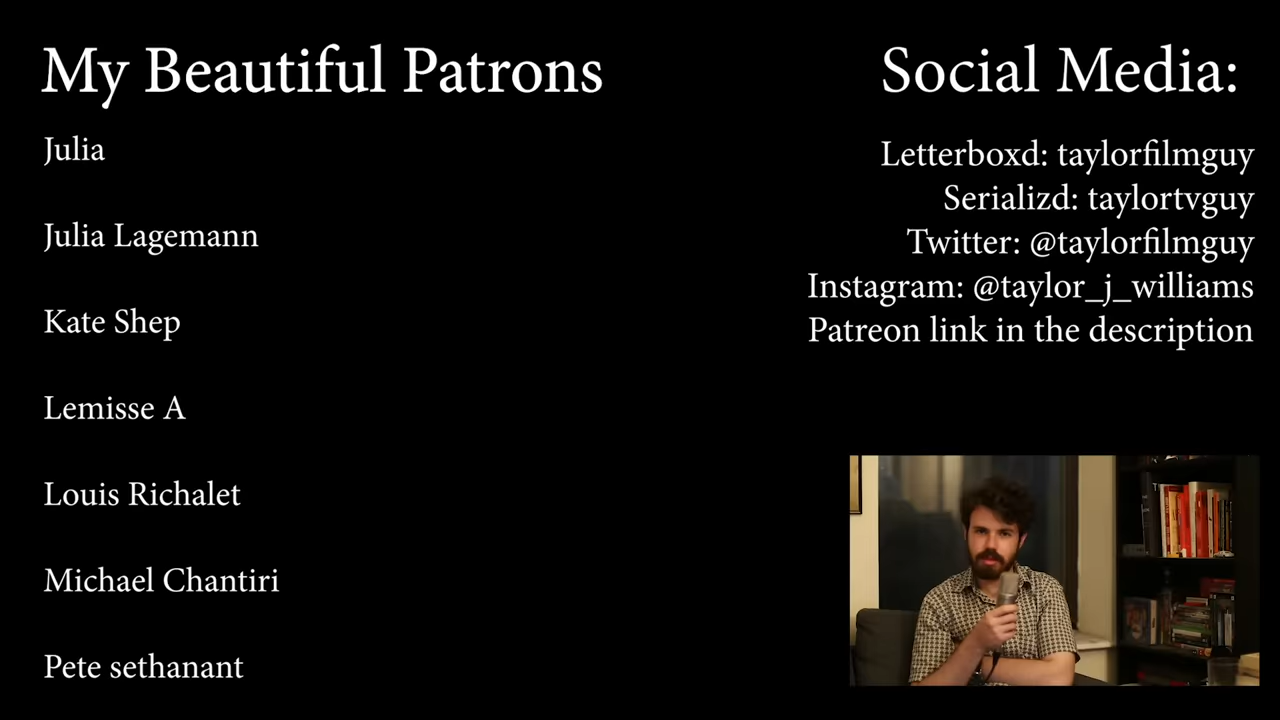 My Beautiful Patrons
Julia
Julia Lagemann
Kate Shep
Lemisse A
Louis Richalet
Michael Chantiri
Pete sethanant
Social Media:
Letterboxd: taylorfilmguy
Serializd: taylortvguy
Twitter: @taylorfilmguy
Instagram: @taylor_j_williams
Patreon link in the description